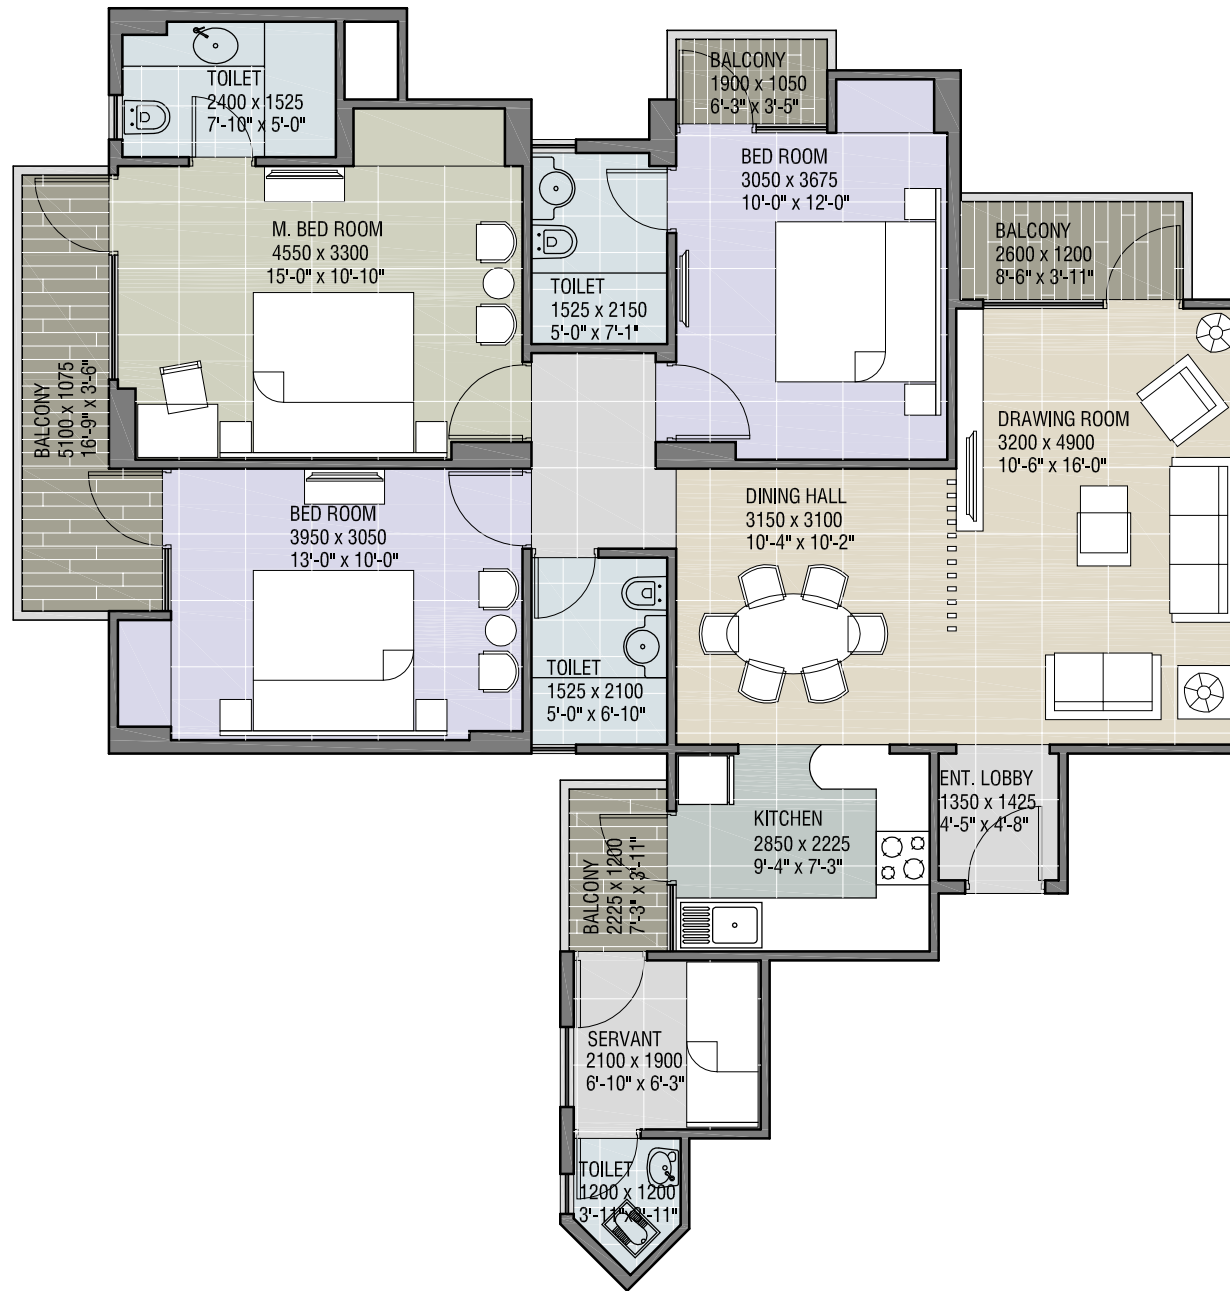 TOILET
2400 x 1525
7'-10" x 5'-0"
BALCONY
1900 x 1050
6'-3" x 3'-5"
BED ROOM
3050 x 3675
10'-0" x 12'-0"
M. BED ROOM
4550 x 3300
15'-0" x 10'-10"
BALCONY
2600 x 1200
8'-6" x 3'-11"
TOILET
1525 x 2150
5'-0" x 7'-1"
BALCONY
5100 x 1075
16'-9" x 3'-6"
DRAWING ROOM
3200 x 4900
10'-6" x 16'-0"
BED ROOM
3950 x 3050
13'-0" x 10'-0"
DINING HALL
3150 x 3100
10'-4" x 10'-2"
TOILET
1525 x 2100
5'-0" x 6'-10"
ENT. LOBBY
1350 x 1425
4'-5" x 4'-8"
KITCHEN
2850 x 2225
9'-4" x 7'-3"
BALCONY
2225 x 1200
7'-3" x 3'-11"
SERVANT
2100 x 1900
6'-10" x 6'-3"
TOILET
1200 x 1200
3'-11"x3'-11"